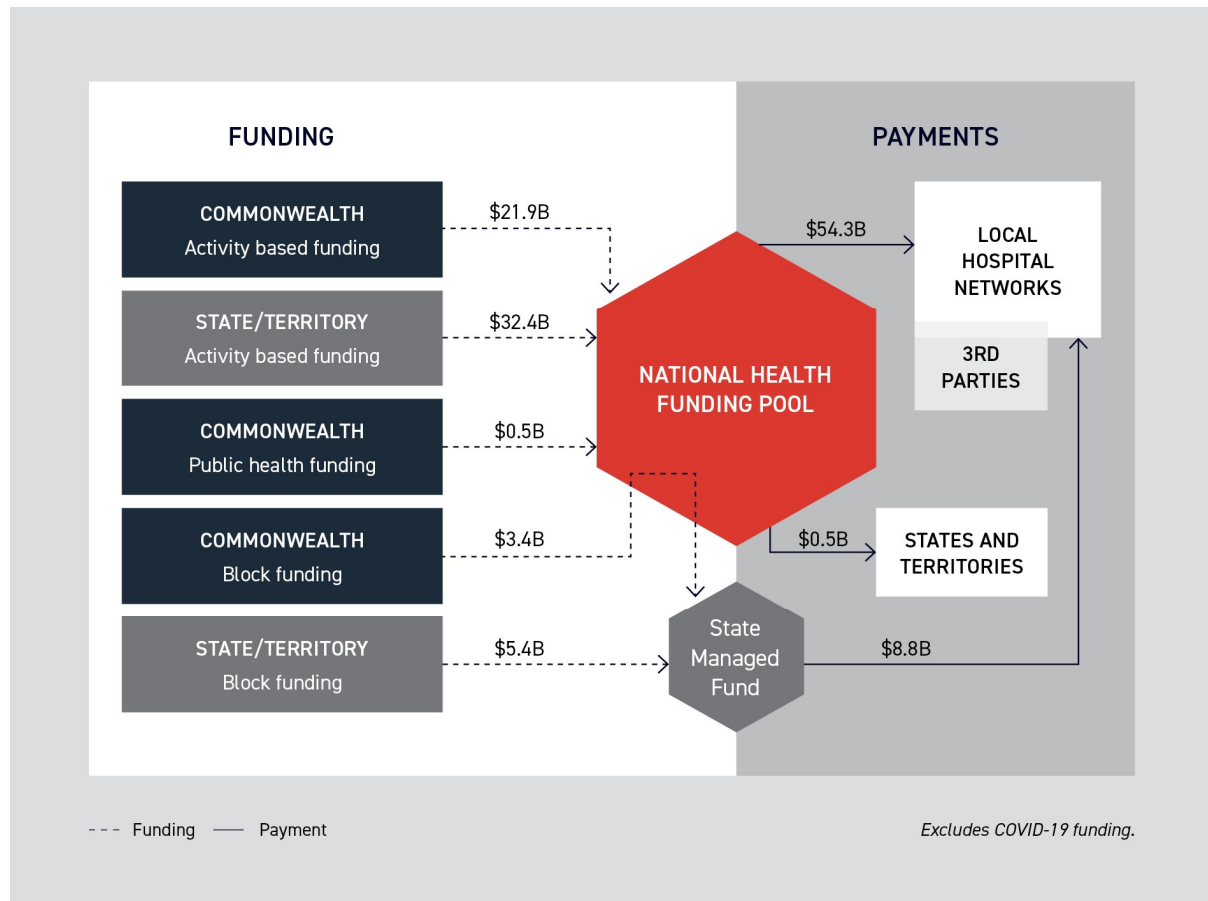 FUNDING
PAYMENTS
COMMONWEALTH
Activity based funding
$21.9B
STATE/TERRITORY
Activity based funding
$32.4B
COMMONWEALTH
Public health funding
$0.5B
COMMONWEALTH
Block funding
$3.4B
STATE/TERRITORY
Block funding
$5.4B
NATIONAL HEALTH
FUNDING POOL
State
Managed
Fund
$54.3B
LOCAL
HOSPITAL
NETWORKS
3RD
PARTIES
$0.5B
STATES AND
TERRITORIES
$8.8B
Funding
Payment
Excludes COVID-19 funding.